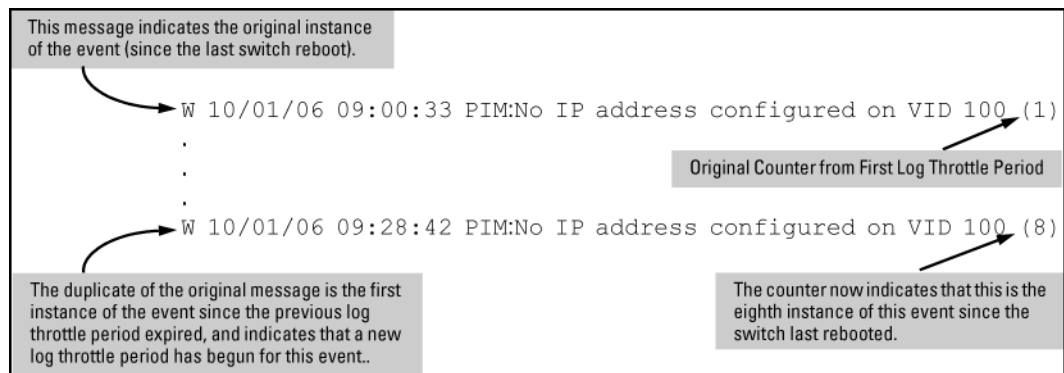 This message indicates the original instance
of the event (since the last switch reboot).
W 10/01/06 09:00:33 PIM:No IP address configured on VID 100 (1)
.
.
.
Original Counter from First Log Throttle Period
W 10/01/06 09:28:42 PIM:No IP address configured on VID 100 (8)
The duplicate of the original message is the first
instance of the event since the previous log
throttle period expired, and indicates that a new
log throttle period has begun for this event..
The counter now indicates that this is the
eighth instance of this event since the
switch last rebooted.